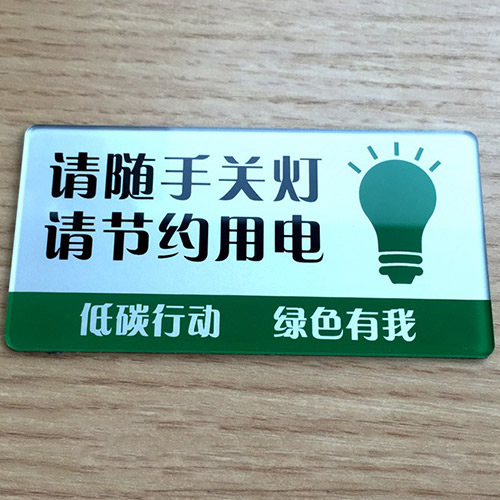 请随手关灯
请节约用电
低碳行动 绿色有我